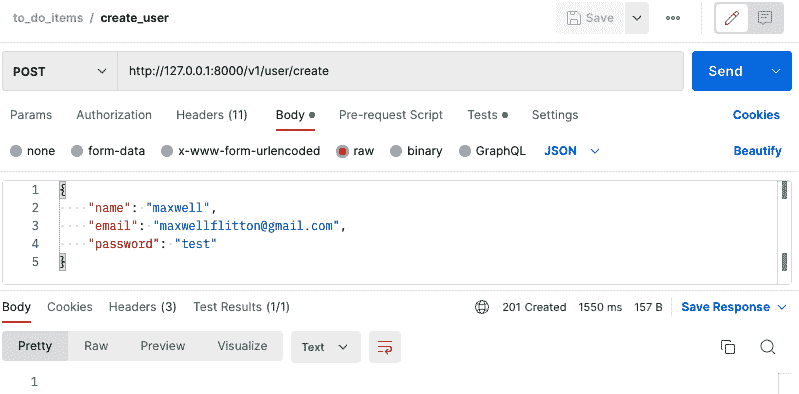 to_do_items / create_user
Save
POST
http://127.0.0.1:8000/v1/user/create
Send
Params Authorization Headers (11) Body Pre-request Script Tests Settings Cookies
none form-data x-www-form-urlencoded raw binary GraphQL JSON Beautify
1 {
2 "name": "maxwell",
3 "email": "maxwellflitton@gmail.com",
4 "password": "test"
5 }
Body Cookies Headers (3) Test Results (1/1) 201 Created 1550 ms 157 B Save Response
Pretty Raw Preview Visualize Text
1